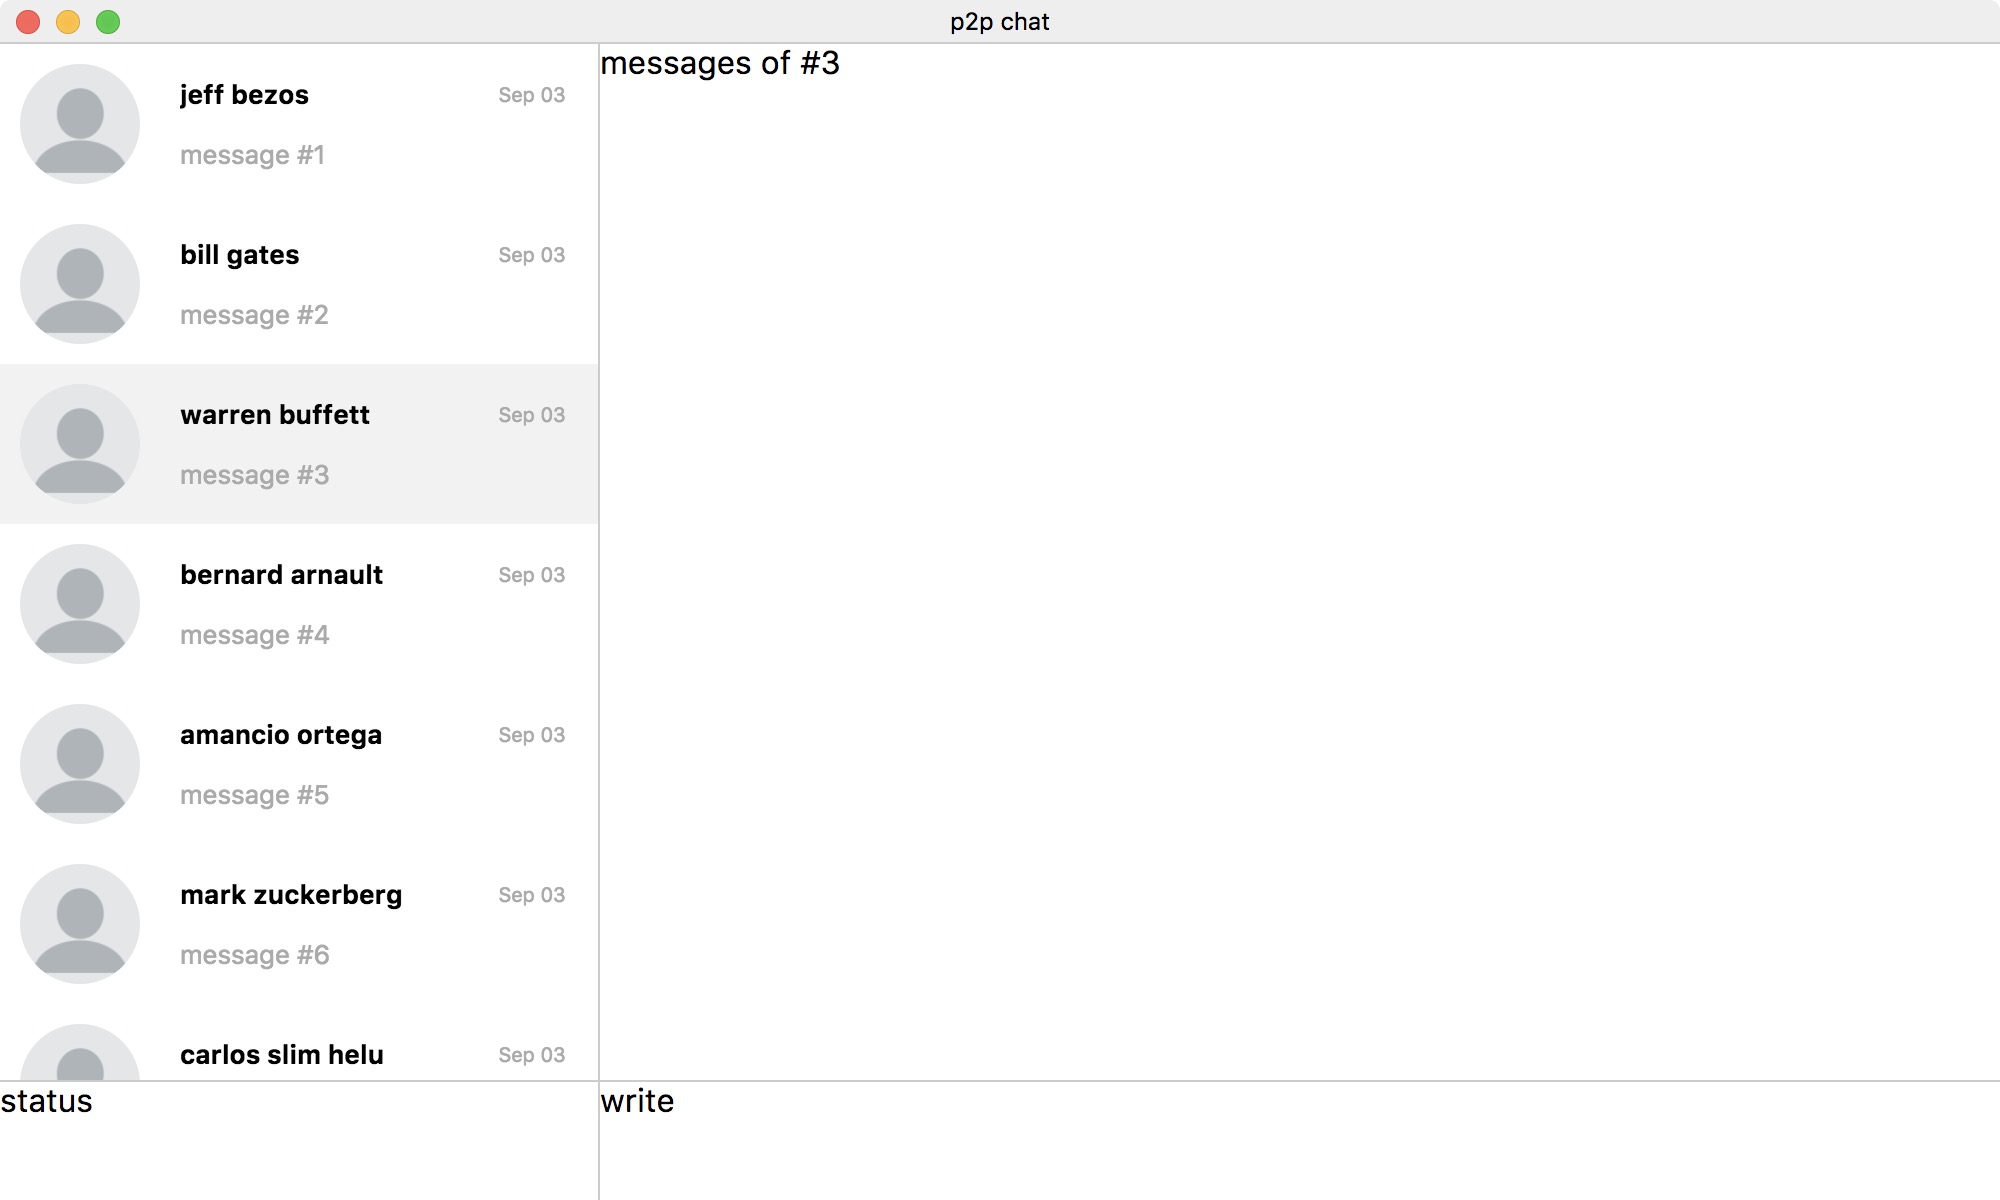 p2p chat
jeff bezos Sep 03
message #1
bill gates Sep 03
message #2
warren buffett Sep 03
message #3
bernard arnault Sep 03
message #4
amancio ortega Sep 03
message #5
mark zuckerberg Sep 03
message #6
carlos slim helu Sep 03
status
messages of #3
write